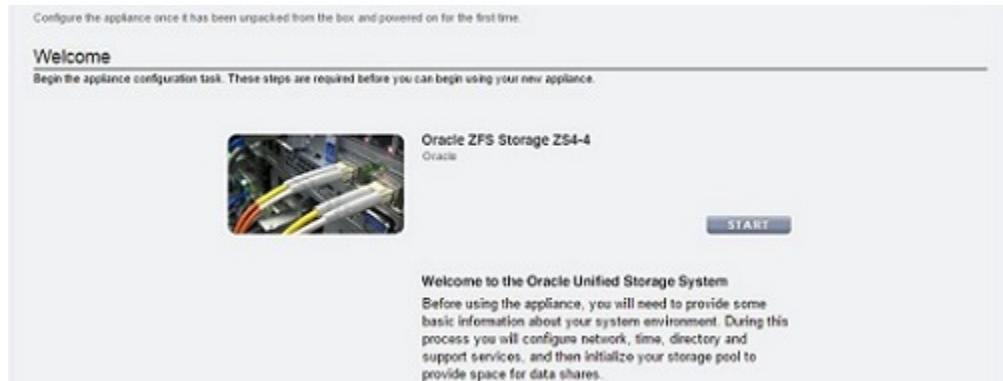 Configure the appliance once it has been unpacked from the box and powered on for the first time.
Welcome
Begin the appliance configuration task. These steps are required before you can begin using your new appliance.
Oracle ZFS Storage ZS4-4
Oracle
START
Welcome to the Oracle Unified Storage System
Before using the appliance, you will need to provide some
basic information about your system environment. During this
process you will configure network, time, directory and
support services, and then initialize your storage pool to
provide space for data shares.